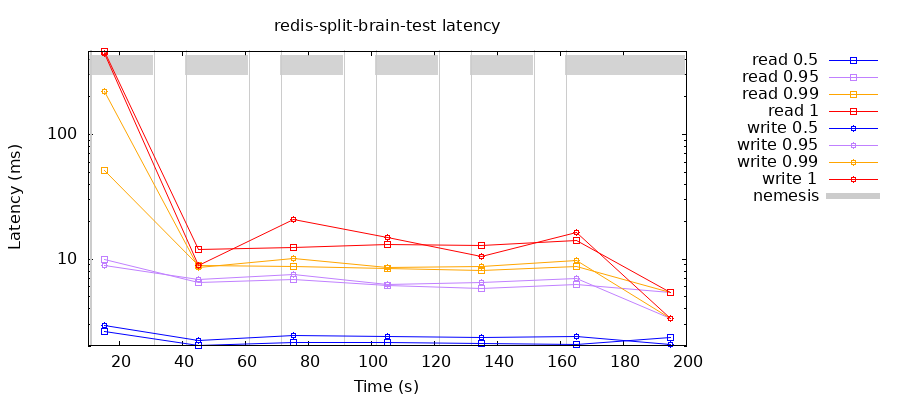 redis-split-brain-test latency
Latency (ms)
100
10
20 40 60 80 100 120 140 160 180 200
Time (s)
read 0.5
read 0.95
read 0.99
read 1
write 0.5
write 0.95
write 0.99
write 1
nemesis